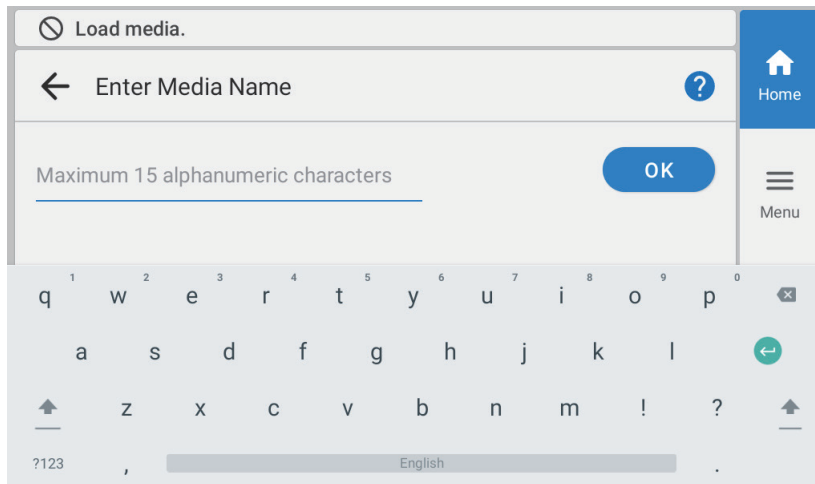 Load media.
Enter Media Name
?
Home
Maximum 15 alphanumeric characters
OK
Menu
q 1 w 2 e 3 r 4 t 5 y 6 u 7 i 8 o 9 p 0
a s d f g h j k l
z x c v b n m ! ?
?123 , English .